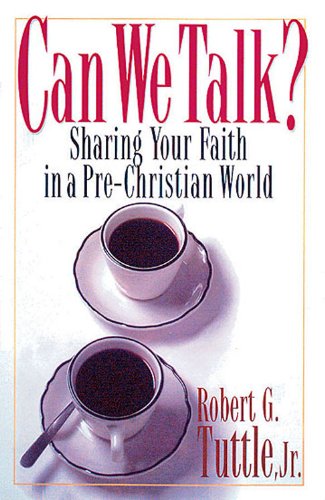 Can We Talk?
Sharing Your Faith
in a Pre-Christian World
Robert G.
Tuttle, Jr.